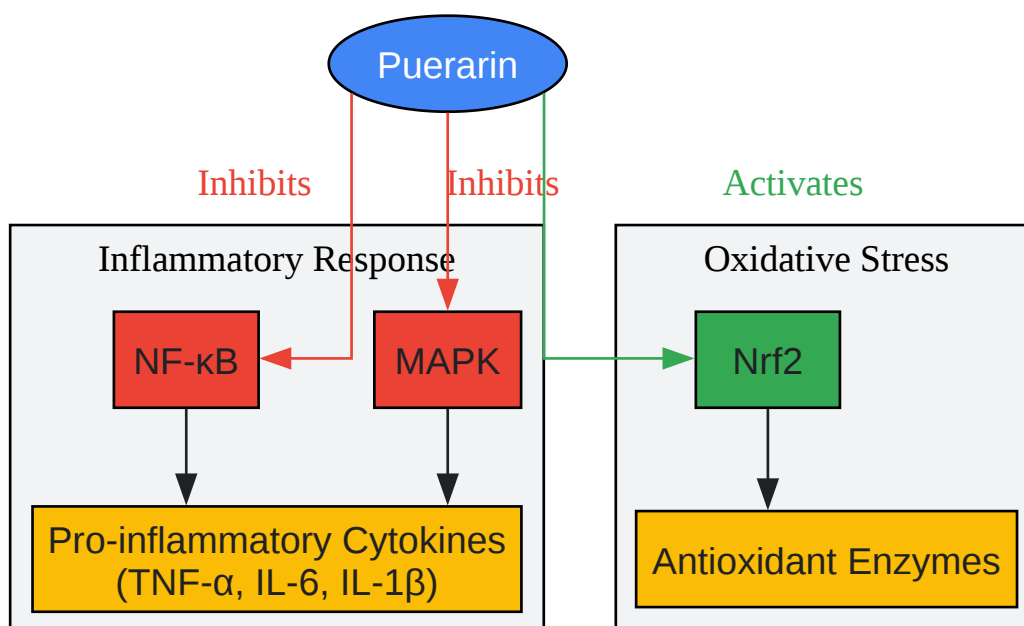 Puerarin
Inhibits
Inhibits
Activates
Inflammatory Response
Oxidative Stress
NF-κB
MAPK
Nrf2
Pro-inflammatory Cytokines
(TNF-α, IL-6, IL-1β)
Antioxidant Enzymes